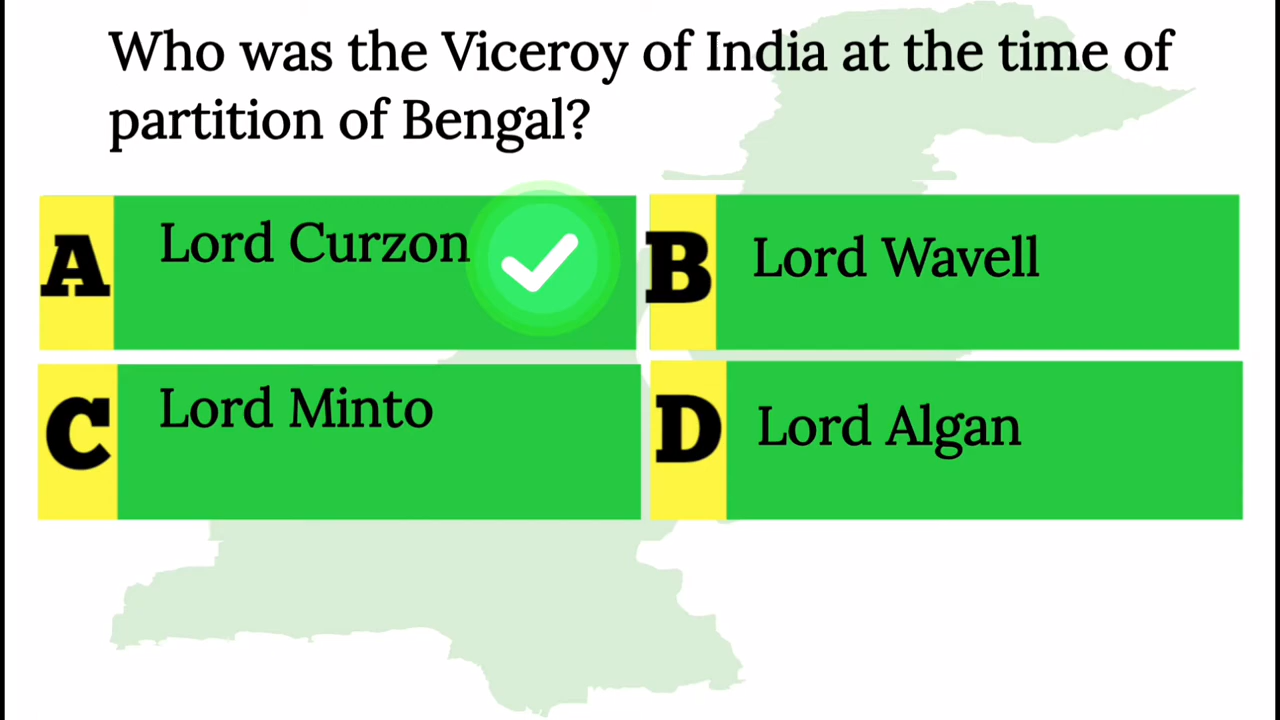 Who was the Viceroy of India at the time of
partition of Bengal?
A Lord Curzon
B Lord Wavell
C Lord Minto
D Lord Algan